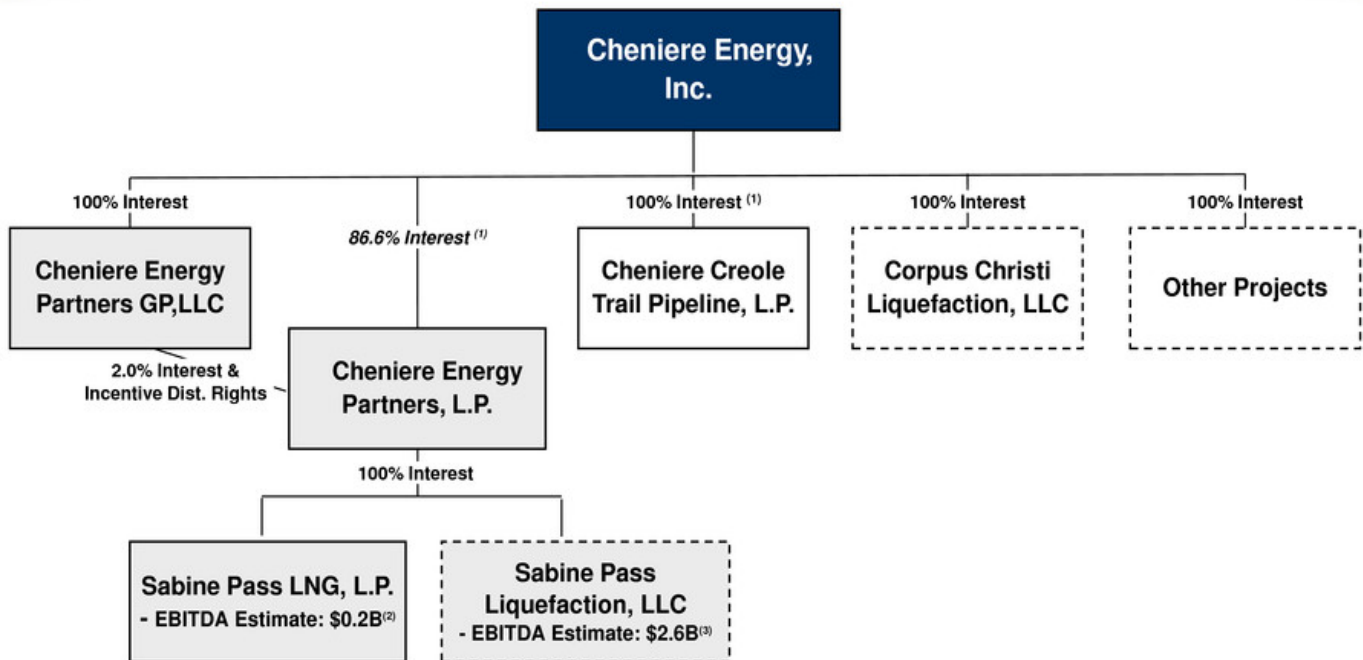 Cheniere Energy,
Inc.
100% Interest
86.6% Interest (1)
100% Interest (1)
100% Interest
100% Interest
Cheniere Energy
Partners GP,LLC
Cheniere Creole
Trail Pipeline, L.P.
Corpus Christi
Liquefaction, LLC
Other Projects
2.0% Interest &
Incentive Dist. Rights
Cheniere Energy
Partners, L.P.
100% Interest
Sabine Pass LNG, L.P.
- EBITDA Estimate: $0.2B(2)
Sabine Pass
Liquefaction, LLC
- EBITDA Estimate: $2.6B(3)